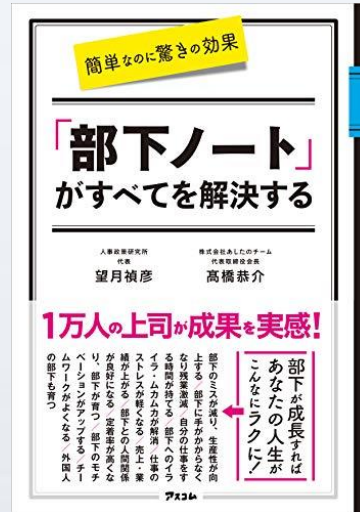 簡単なのに驚きの効果
「部下ノート」
がすべてを解決する
人事政策研究所
代表
望月禎彦
株式会社あしたのチーム
代表取締役会長
髙橋恭介
1万人の上司が成果を実感！
部下が成長すれば
あなたの人生が
こんなにラクに！
部下のミスが減り、生産性が向
上する／部下に手がかからなく
なり残業激減／自分の仕事をす
る時間が持てる／部下へのイラ
イラ・ムカムカが解消／仕事の
ストレスが軽くなる／売上・業
績が上がる／部下との人間関係
が良好になる／定着率が高くな
り、部下が育つ／部下のモチ
ベーションがアップする／チー
ムワークがよくなる／外国人
の部下も育つ
アスコム